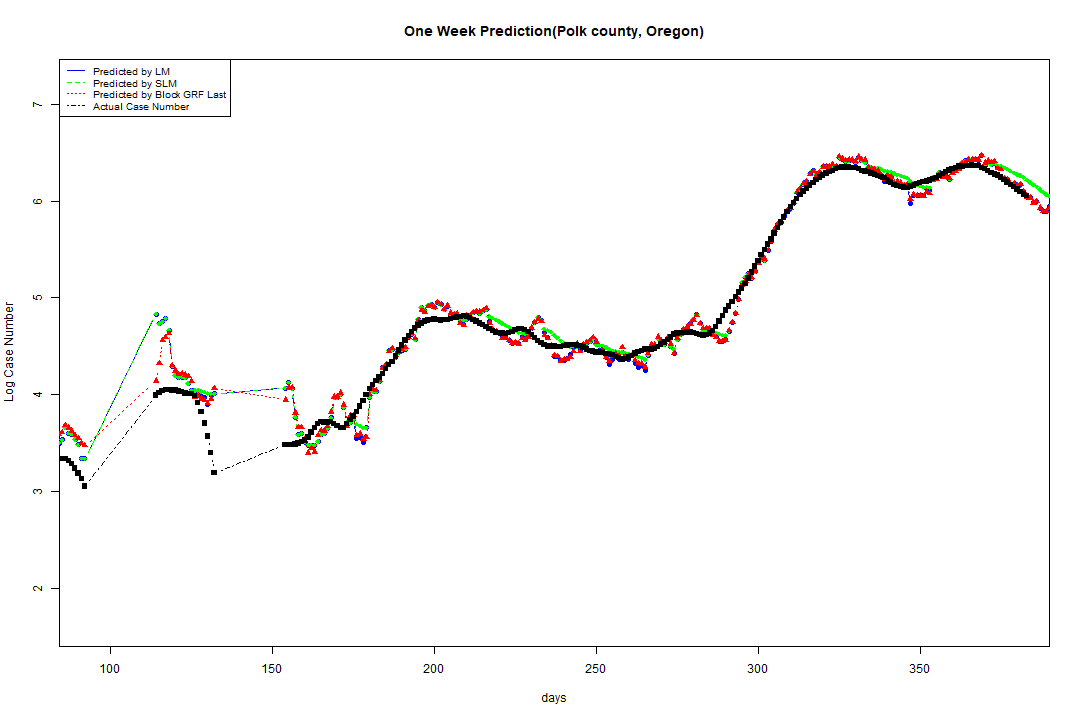 One Week Prediction(Polk county, Oregon)
Predicted by LM
Predicted by SLM
Predicted by Block GRF Last
Actual Case Number
7
6
5
4
3
2
Log Case Number
100 150 200 250 300 350
days